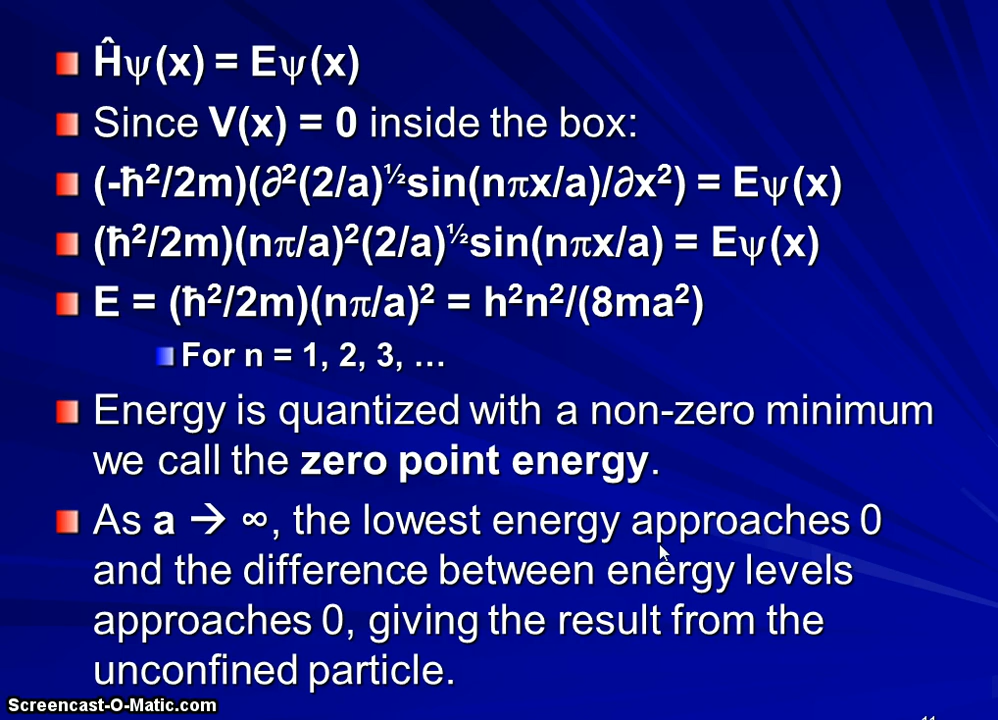 Ĥψ(x) = Eψ(x)
Since V(x) = 0 inside the box:
(-ħ²/2m)(∂²(2/a)^½sin(nπx/a)/∂x²) = Eψ(x)
(ħ²/2m)(nπ/a)²(2/a)^½sin(nπx/a) = Eψ(x)
E = (ħ²/2m)(nπ/a)² = h²n²/(8ma²)
For n = 1, 2, 3, …
Energy is quantized with a non-zero minimum
we call the zero point energy.
As a → ∞, the lowest energy approaches 0
and the difference between energy levels
approaches 0, giving the result from the
unconfined particle.
Screencast-O-Matic.com